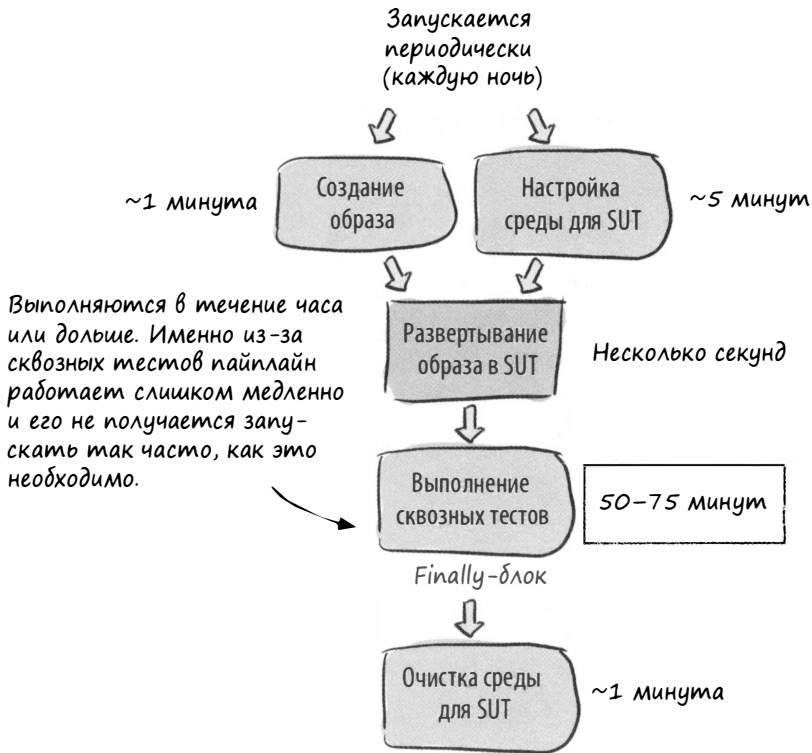 Запускается
периодически
(каждую ночь)
~1 минута
Создание
образа
Настройка
среды для SUT
~5 минут
Выполняются в течение часа
или дольше. Именно из-за
сквозных тестов пайплайн
работает слишком медленно
и его не получается запу-
скать так часто, как это
необходимо.
Развертывание
образа в SUT
Несколько секунд
Выполнение
сквозных тестов
50–75 минут
Finally-блок
Очистка среды
для SUT
~1 минута